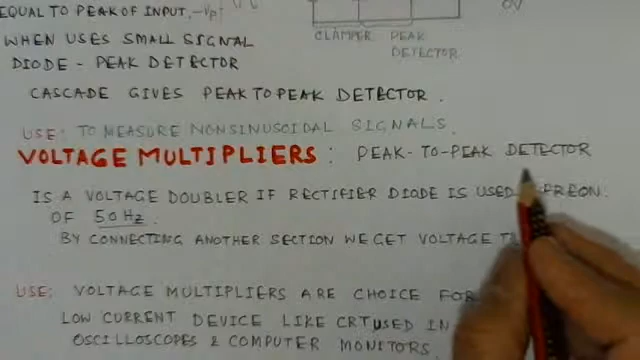 EQUAL TO PEAK OF INPUT, -Vp
WHEN USES SMALL SIGNAL
DIODE - PEAK DETECTOR
0V
CLAMPER PEAK
DETECTOR
CASCADE GIVES PEAK TO PEAK DETECTOR.
USE: TO MEASURE NONSINUSOIDAL SIGNALS.
VOLTAGE MULTIPLIERS: PEAK-TO-PEAK DETECTOR
IS A VOLTAGE DOUBLER IF RECTIFIER DIODE IS USED
OF 50 Hz.
BY CONNECTING ANOTHER SECTION WE GET VOLTAGE
USE: VOLTAGE MULTIPLIERS ARE CHOICE FOR
LOW CURRENT DEVICE LIKE CRT USED IN
OSCILLOSCOPES & COMPUTER MONITORS.